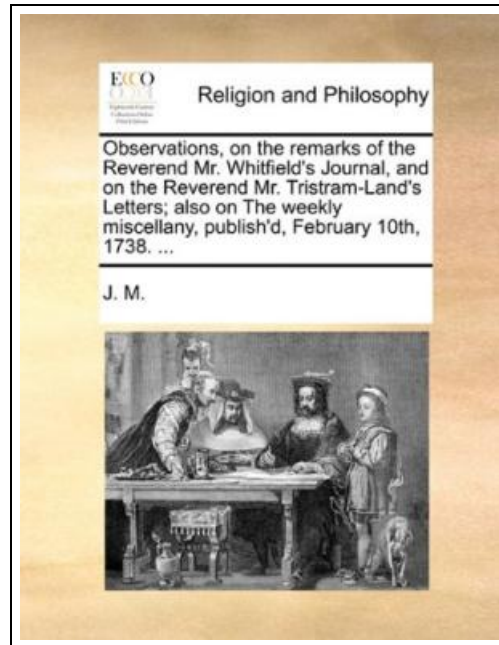 ECCO
Religion and Philosophy
Observations, on the remarks of the
Reverend Mr. Whitfield's Journal, and
on the Reverend Mr. Tristram-Land's
Letters; also on The weekly
miscellany, publish'd, February 10th,
1738. ...
J. M.